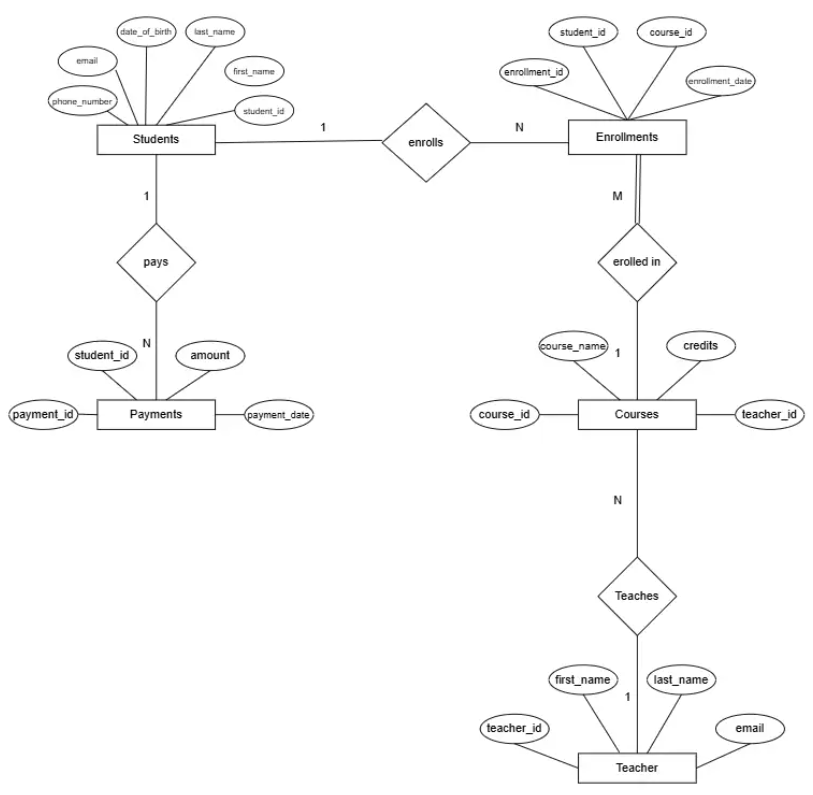 date_of_birth
last_name
student_id
course_id
email
first_name
enrollment_id
enrollment_date
phone_number
student_id
Students
1
enrolls
N
Enrollments
1
M
pays
erolled in
N
student_id
amount
course_name
1
credits
payment_id
Payments
payment_date
course_id
Courses
teacher_id
N
Teaches
first_name
last_name
1
teacher_id
email
Teacher